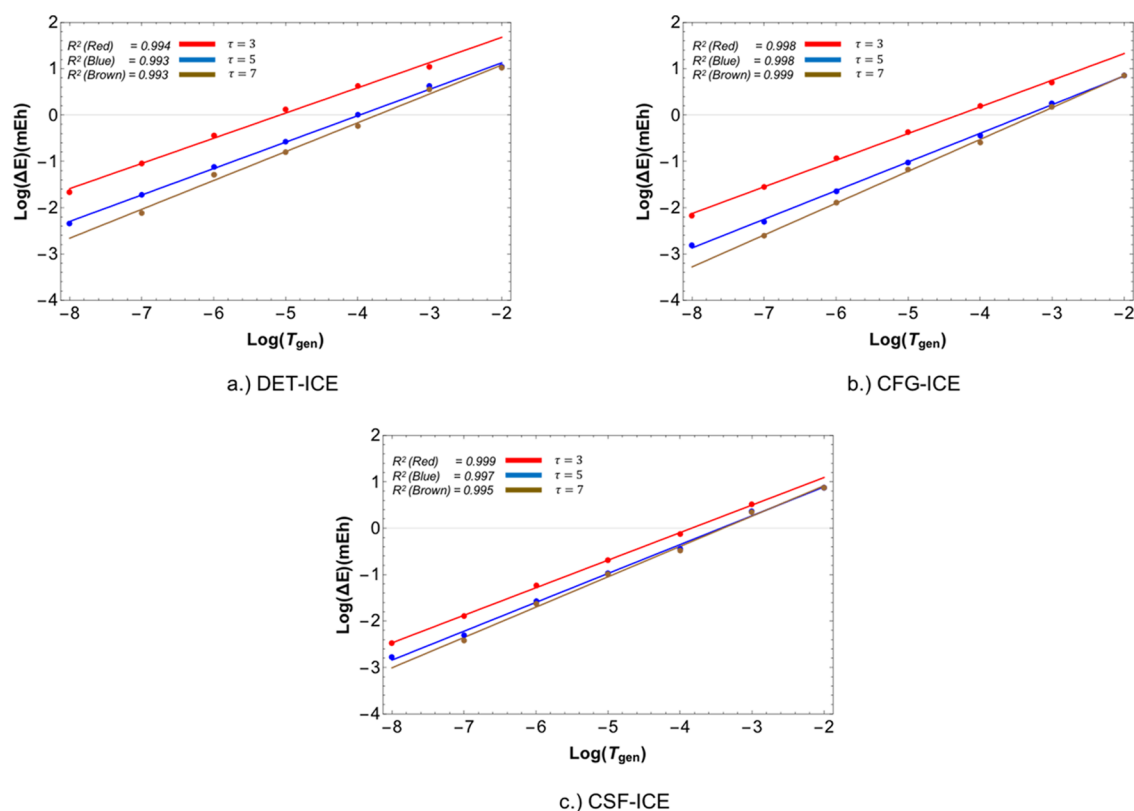 R² (Red) = 0.994 τ = 3
R² (Blue) = 0.993 τ = 5
R² (Brown) = 0.993 τ = 7
2
1
0
−1
−2
−3
−4
Log(ΔE)(mEh)
−8 −7 −6 −5 −4 −3 −2
Log(Tgen)
a.) DET-ICE
R² (Red) = 0.998 τ = 3
R² (Blue) = 0.998 τ = 5
R² (Brown) = 0.999 τ = 7
2
1
0
−1
−2
−3
−4
Log(ΔE)(mEh)
−8 −7 −6 −5 −4 −3 −2
Log(Tgen)
b.) CFG-ICE
R² (Red) = 0.999 τ = 3
R² (Blue) = 0.997 τ = 5
R² (Brown) = 0.995 τ = 7
2
1
0
−1
−2
−3
−4
Log(ΔE)(mEh)
−8 −7 −6 −5 −4 −3 −2
Log(Tgen)
c.) CSF-ICE